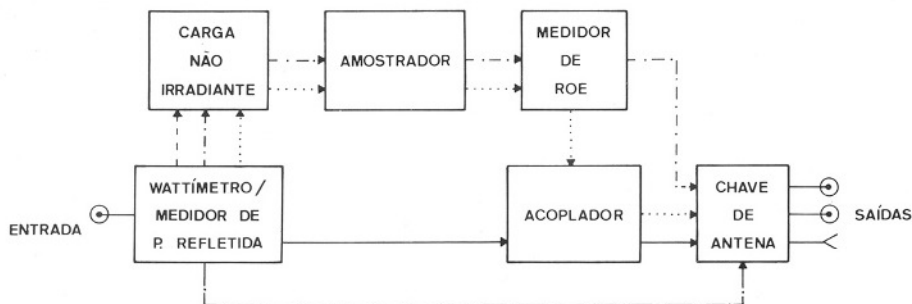 CARGA
NÃO
IRRADIANTE
AMOSTRADOR
MEDIDOR
DE
ROE
ENTRADA
WATTÍMETRO /
MEDIDOR DE
P. REFLETIDA
ACOPLADOR
CHAVE
DE
ANTENA
SAÍDAS